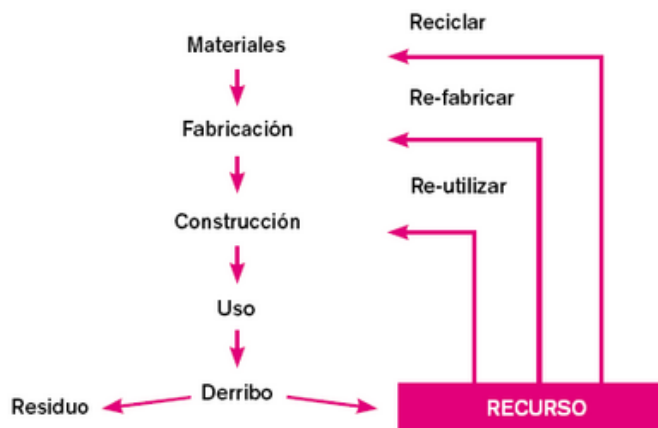 Reciclar
Materiales
Re-fabricar
Fabricación
Re-utilizar
Construcción
Uso
Derribo
Residuo
RECURSO